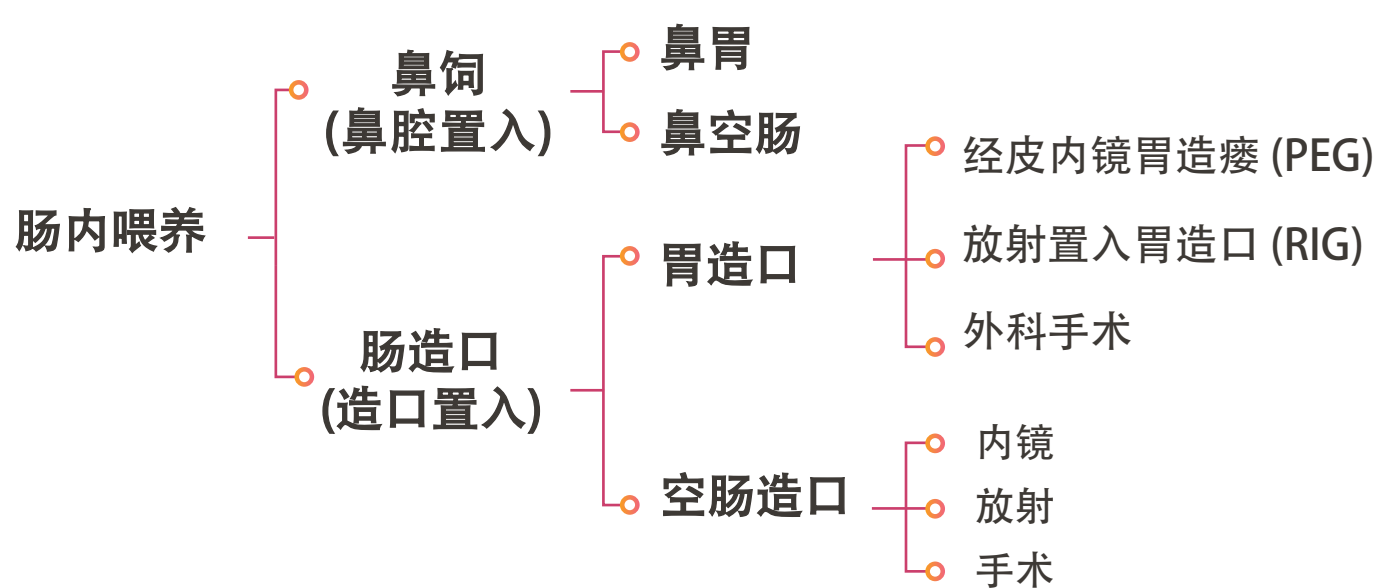 肠内喂养
鼻饲
(鼻腔置入)
鼻胃
鼻空肠
肠造口
(造口置入)
胃造口
经皮内镜胃造瘘 (PEG)
放射置入胃造口 (RIG)
外科手术
空肠造口
内镜
放射
手术